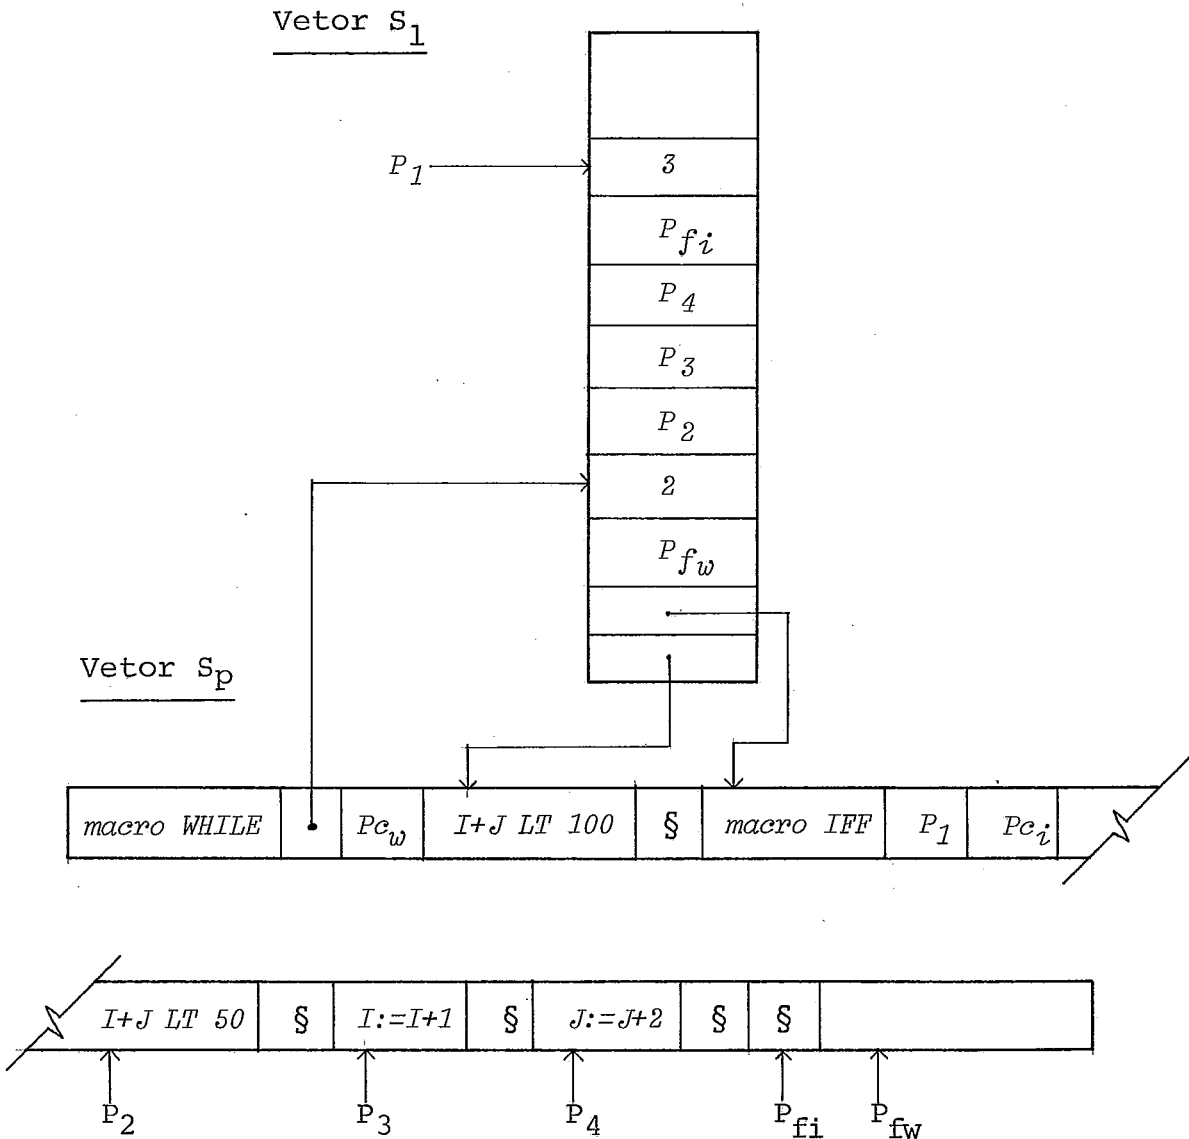 Vetor S1
P1
3
Pfi
P4
P3
P2
2
Pfw
Vetor Sp
macro WHILE Pcw I+J LT 100 § macro IFF P1 Pci
I+J LT 50 § I:=I+1 § J:=J+2 § §
P2 P3 P4 Pfi Pfw